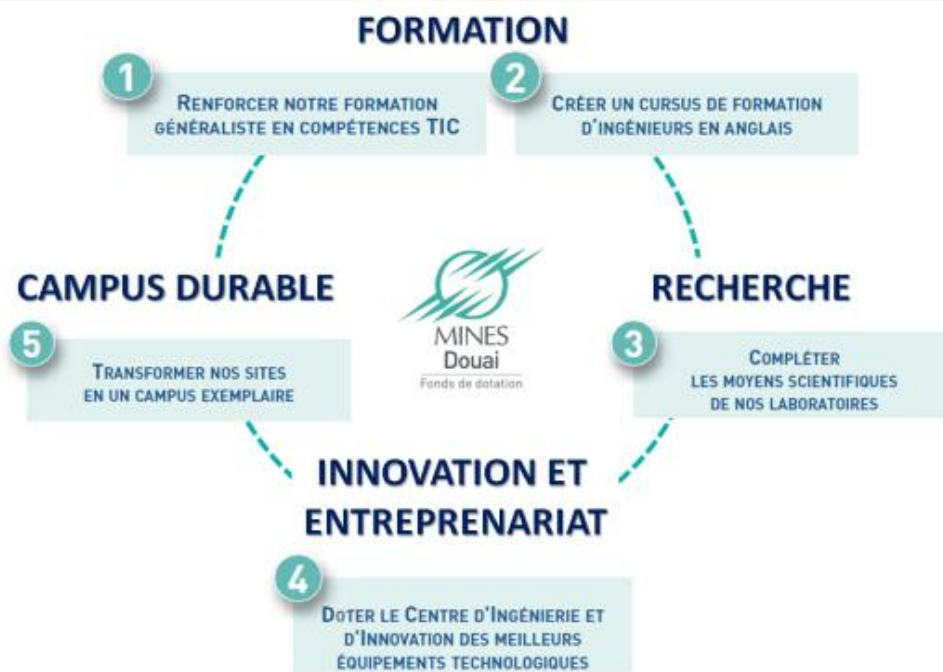 FORMATION
1
RENFORCER NOTRE FORMATION
GÉNÉRALISTE EN COMPÉTENCES TIC
2
CRÉER UN CURSUS DE FORMATION
D'INGÉNIEURS EN ANGLAIS
CAMPUS DURABLE
5
TRANSFORMER NOS SITES
EN UN CAMPUS EXEMPLAIRE
MINES
Douai
Fonds de dotation
RECHERCHE
3
COMPLÉTER
LES MOYENS SCIENTIFIQUES
DE NOS LABORATOIRES
INNOVATION ET
ENTREPRENARIAT
4
DOTER LE CENTRE D'INGÉNIERIE ET
D'INNOVATION DES MEILLEURS
ÉQUIPEMENTS TECHNOLOGIQUES